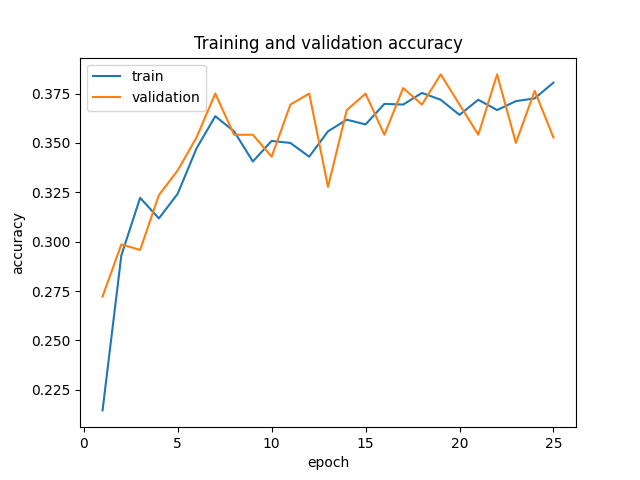 Training and validation accuracy
train
validation
0.375
0.350
0.325
0.300
0.275
0.250
0.225
accuracy
0 5 10 15 20 25
epoch